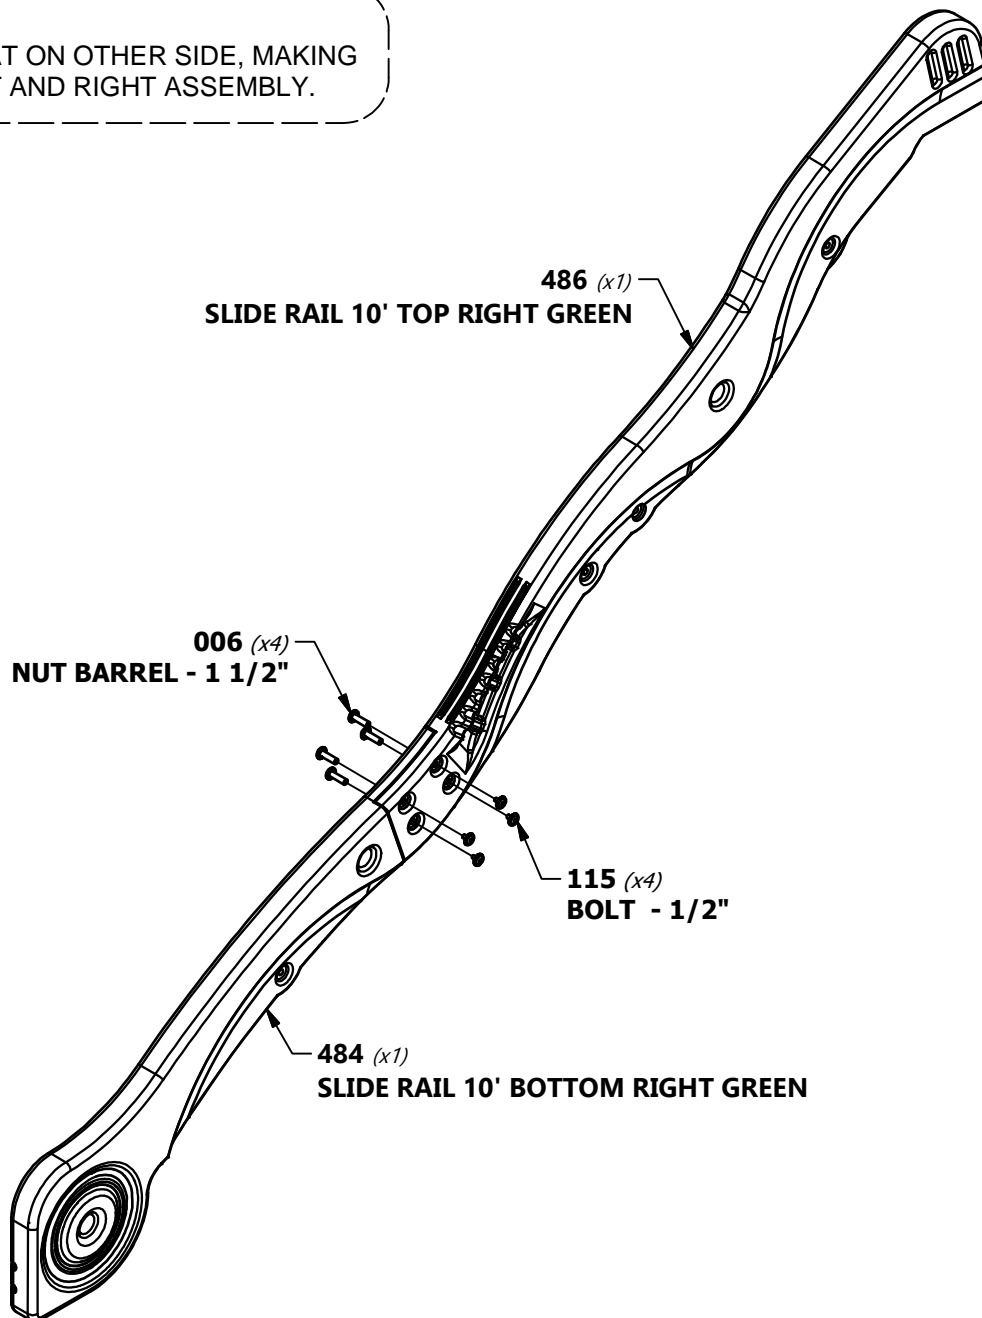 ON OTHER SIDE, MAKING
AND RIGHT ASSEMBLY.
486 (x1)
SLIDE RAIL 10' TOP RIGHT GREEN
006 (x4)
NUT BARREL - 1 1/2"
115 (x4)
BOLT - 1/2"
484 (x1)
SLIDE RAIL 10' BOTTOM RIGHT GREEN